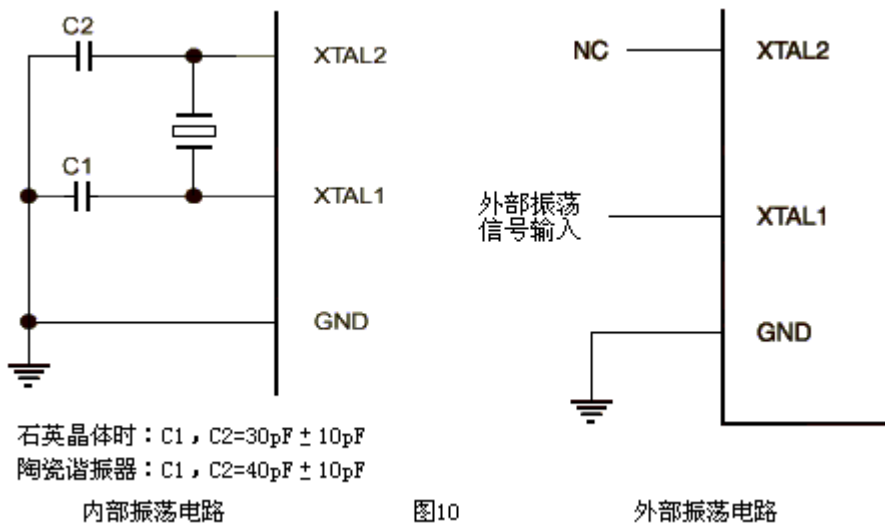 C2
XTAL2
C1
XTAL1
GND
石英晶体时：C1，C2=30pF±10pF
陶瓷谐振器：C1，C2=40pF±10pF
内部振荡电路
图10
NC
XTAL2
外部振荡
信号输入
XTAL1
GND
外部振荡电路